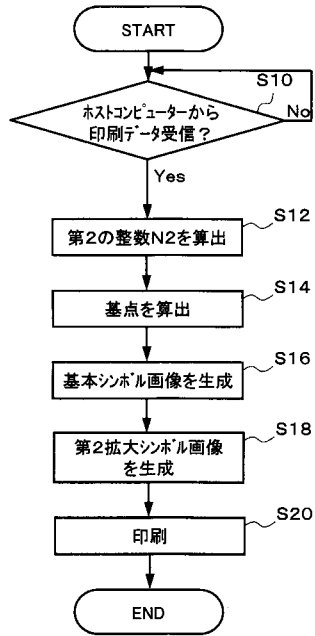 START
S10
ホストコンピューターから
印刷データ受信？
No
Yes
S12
第2の整数N2を算出
S14
基点を算出
S16
基本シンボル画像を生成
S18
第2拡大シンボル画像
を生成
S20
印刷
END